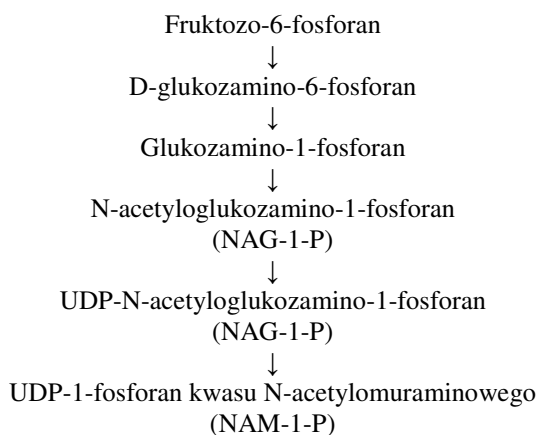 Fruktozo-6-fosforan
↓
D-glukozamino-6-fosforan
↓
Glukozamino-1-fosforan
↓
N-acetyloglukozamino-1-fosforan
(NAG-1-P)
↓
UDP-N-acetyloglukozamino-1-fosforan
(NAG-1-P)
↓
UDP-1-fosforan kwasu N-acetylomuraminowego
(NAM-1-P)